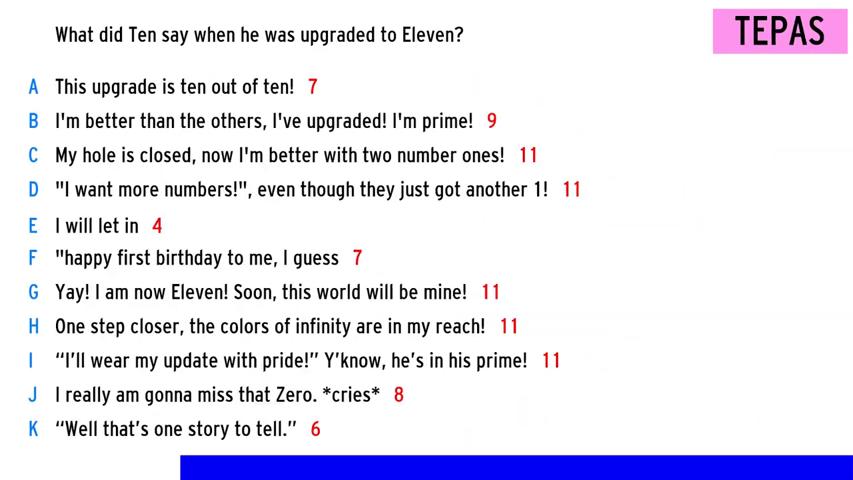 What did Ten say when he was upgraded to Eleven?
TEPAS
A This upgrade is ten out of ten! 7
B I'm better than the others, I've upgraded! I'm prime! 9
C My hole is closed, now I'm better with two number ones! 11
D "I want more numbers!", even though they just got another 1! 11
E I will let in 4
F "happy first birthday to me, I guess 7
G Yay! I am now Eleven! Soon, this world will be mine! 11
H One step closer, the colors of infinity are in my reach! 11
I “I’ll wear my update with pride!” Y’know, he’s in his prime! 11
J I really am gonna miss that Zero. *cries* 8
K “Well that’s one story to tell.” 6